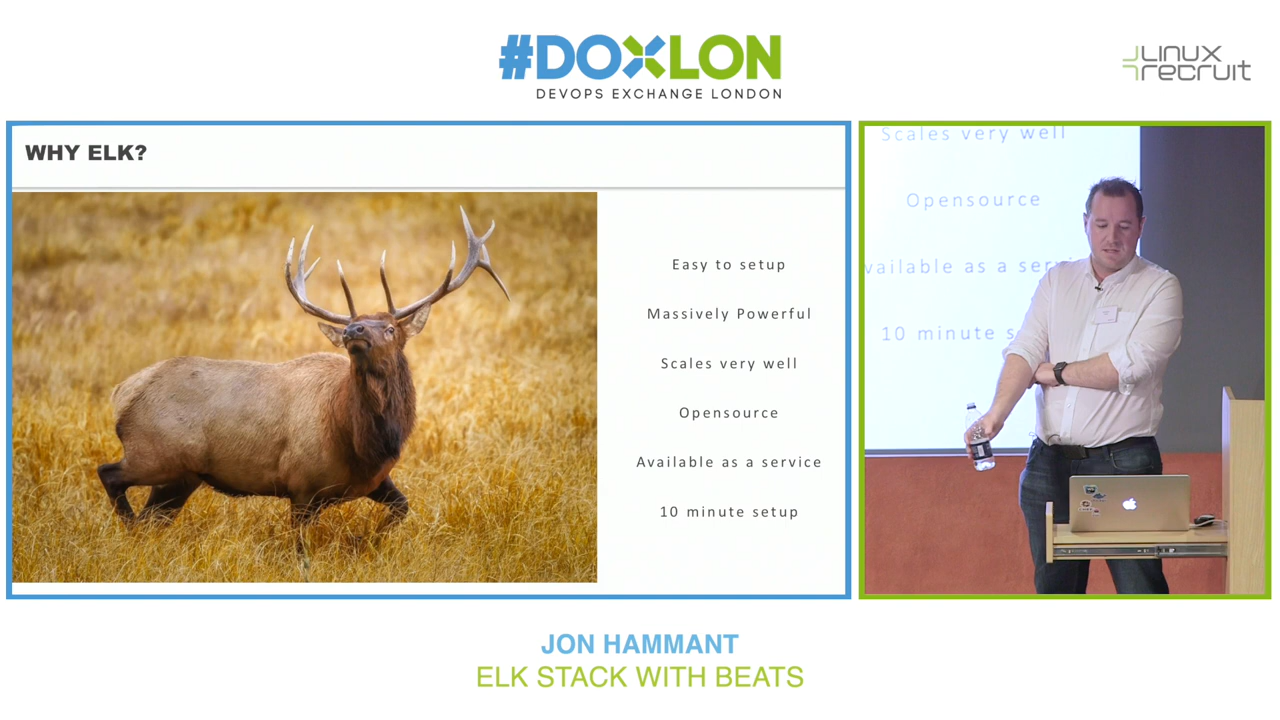 #DOXLON
DEVOPS EXCHANGE LONDON
LINUX
recruit
WHY ELK?
Easy to setup
Massively Powerful
Scales very well
Opensource
Available as a service
10 minute setup
Scales very well
Opensource
vailable as a serv
10 minute s
JON HAMMANT
ELK STACK WITH BEATS